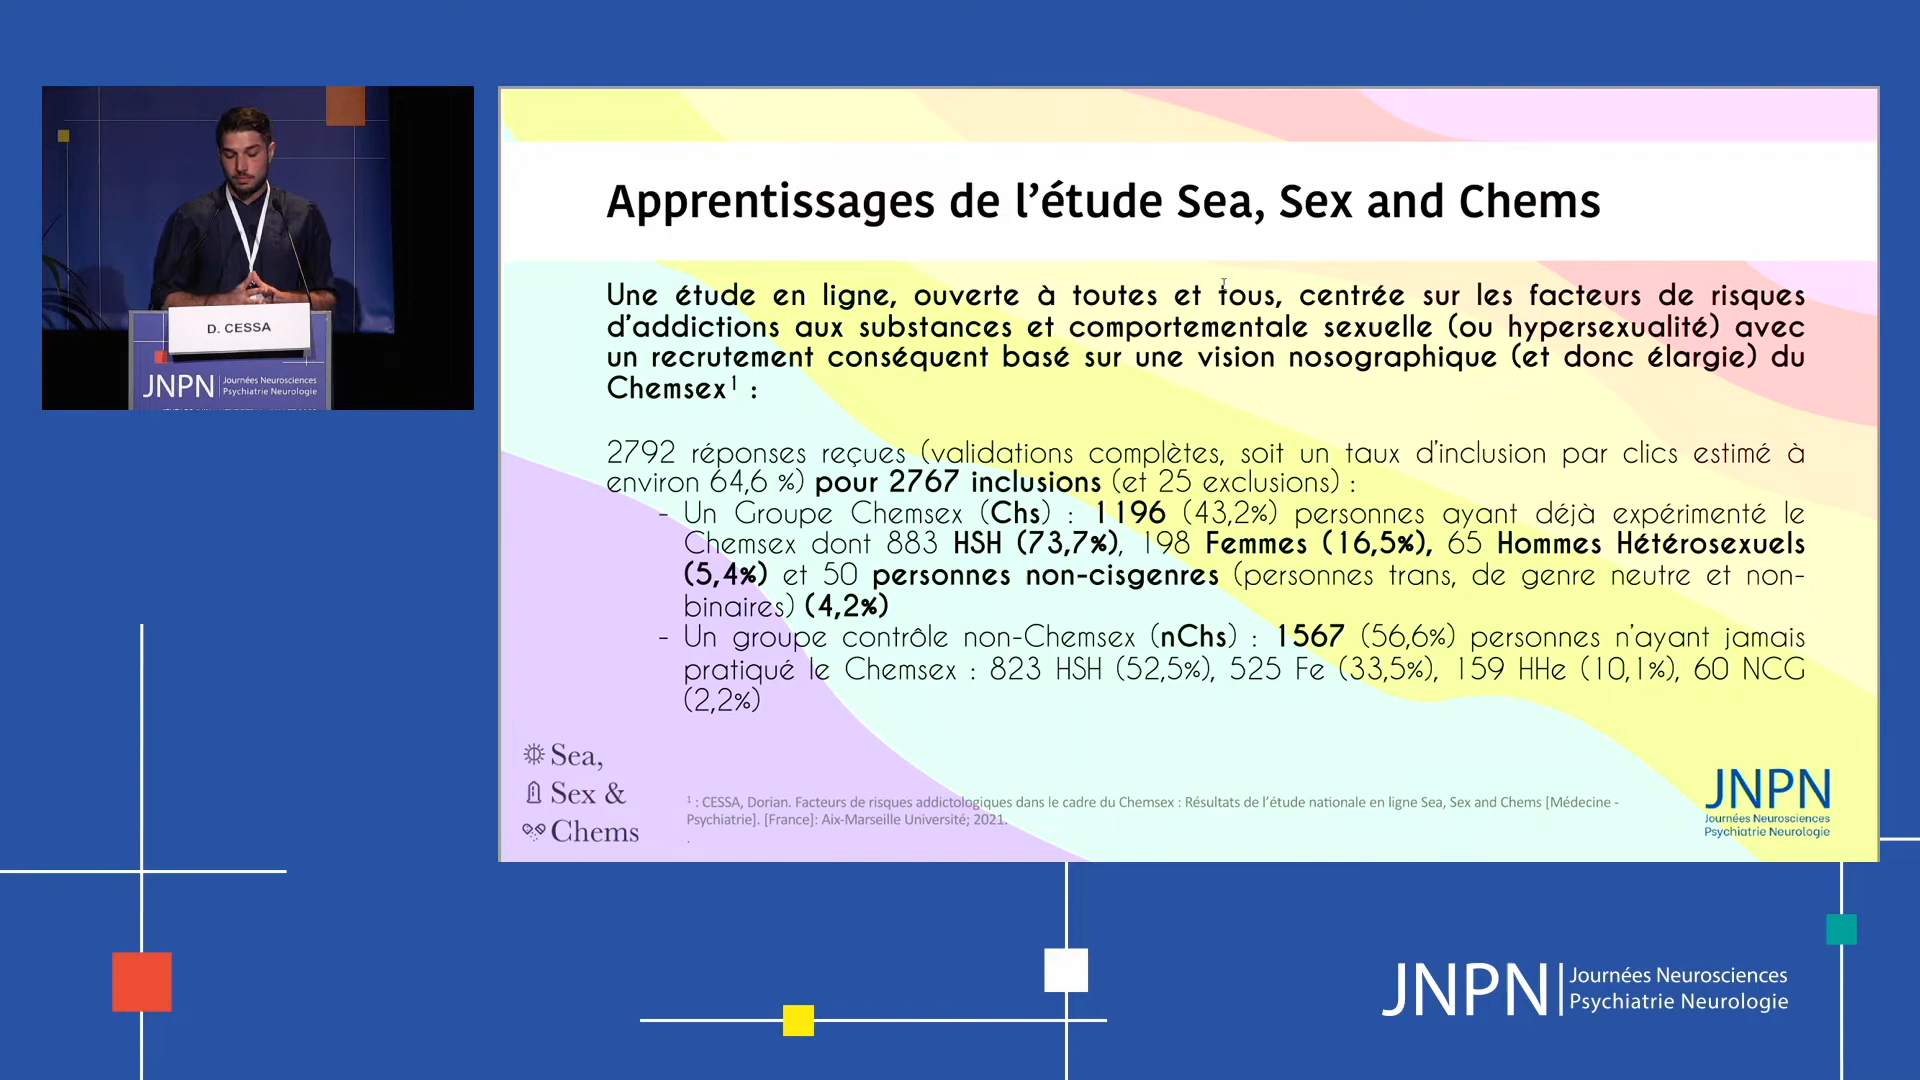 D. CESSA
JNPN Journées Neurosciences
Psychiatrie Neurologie
Apprentissages de l’étude Sea, Sex and Chems
Une étude en ligne, ouverte à toutes et tous, centrée sur les facteurs de risques
d’addictions aux substances et comportementale sexuelle (ou hypersexualité) avec
un recrutement conséquent basé sur une vision nosographique (et donc élargie) du
Chemsex¹ :
2792 réponses reçues (validations complètes, soit un taux d’inclusion par clics estimé à
environ 64,6 %) pour 2767 inclusions (et 25 exclusions) :
- Un Groupe Chemsex (Chs) : 1196 (43,2%) personnes ayant déjà expérimenté le
Chemsex dont 883 HSH (73,7%), 198 Femmes (16,5%), 65 Hommes Hétérosexuels
(5,4%) et 50 personnes non-cisgenres (personnes trans, de genre neutre et non-
binaires) (4,2%)
- Un groupe contrôle non-Chemsex (nChs) : 1567 (56,6%) personnes n’ayant jamais
pratiqué le Chemsex : 823 HSH (52,5%), 525 Fe (33,5%), 159 HHe (10,1%), 60 NCG
(2,2%)
Sea,
Sex &
Chems
¹ : CESSA, Dorian. Facteurs de risques addictologiques dans le cadre du Chemsex : Résultats de l’étude nationale en ligne Sea, Sex and Chems [Médecine -
Psychiatrie]. [France]: Aix-Marseille Université; 2021.
.
JNPN
Journées Neurosciences
Psychiatrie Neurologie
JNPN Journées Neurosciences
Psychiatrie Neurologie